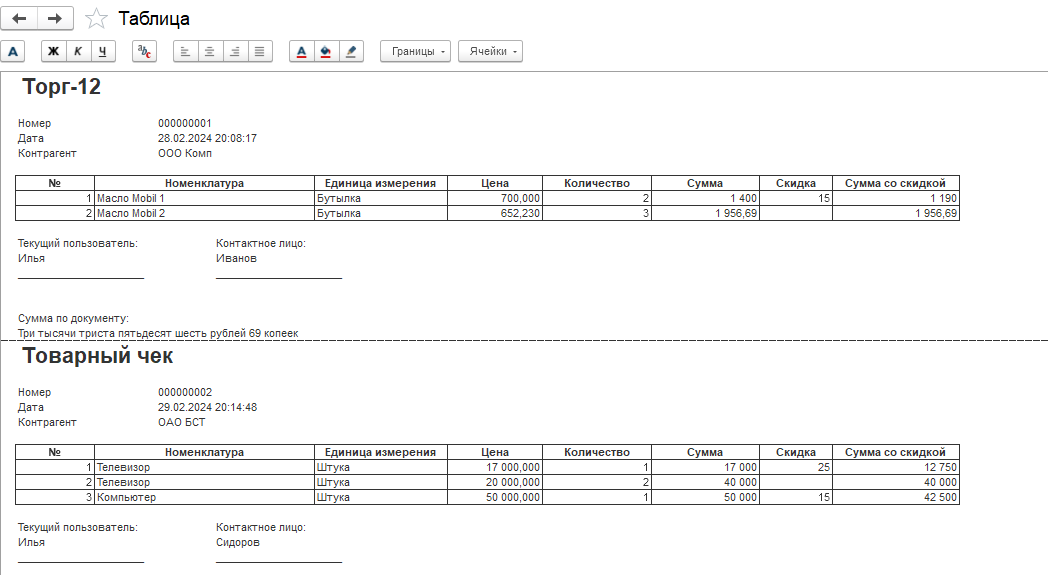 Таблица
А Ж К Ч abc А Границы Ячейки
Торг-12
Номер 000000001
Дата 28.02.2024 20:08:17
Контрагент ООО Комп
№ Номенклатура Единица измерения Цена Количество Сумма Скидка Сумма со скидкой
1 Масло Mobil 1 Бутылка 700,000 2 1 400 15 1 190
2 Масло Mobil 2 Бутылка 652,230 3 1 956,69 1 956,69
Текущий пользователь: Контактное лицо:
Илья Иванов
Сумма по документу:
Три тысячи триста пятьдесят шесть рублей 69 копеек
Товарный чек
Номер 000000002
Дата 29.02.2024 20:14:48
Контрагент ОАО БСТ
№ Номенклатура Единица измерения Цена Количество Сумма Скидка Сумма со скидкой
1 Телевизор Штука 17 000,000 1 17 000 25 12 750
2 Телевизор Штука 20 000,000 2 40 000 40 000
3 Компьютер Штука 50 000,000 1 50 000 15 42 500
Текущий пользователь: Контактное лицо:
Илья Сидоров